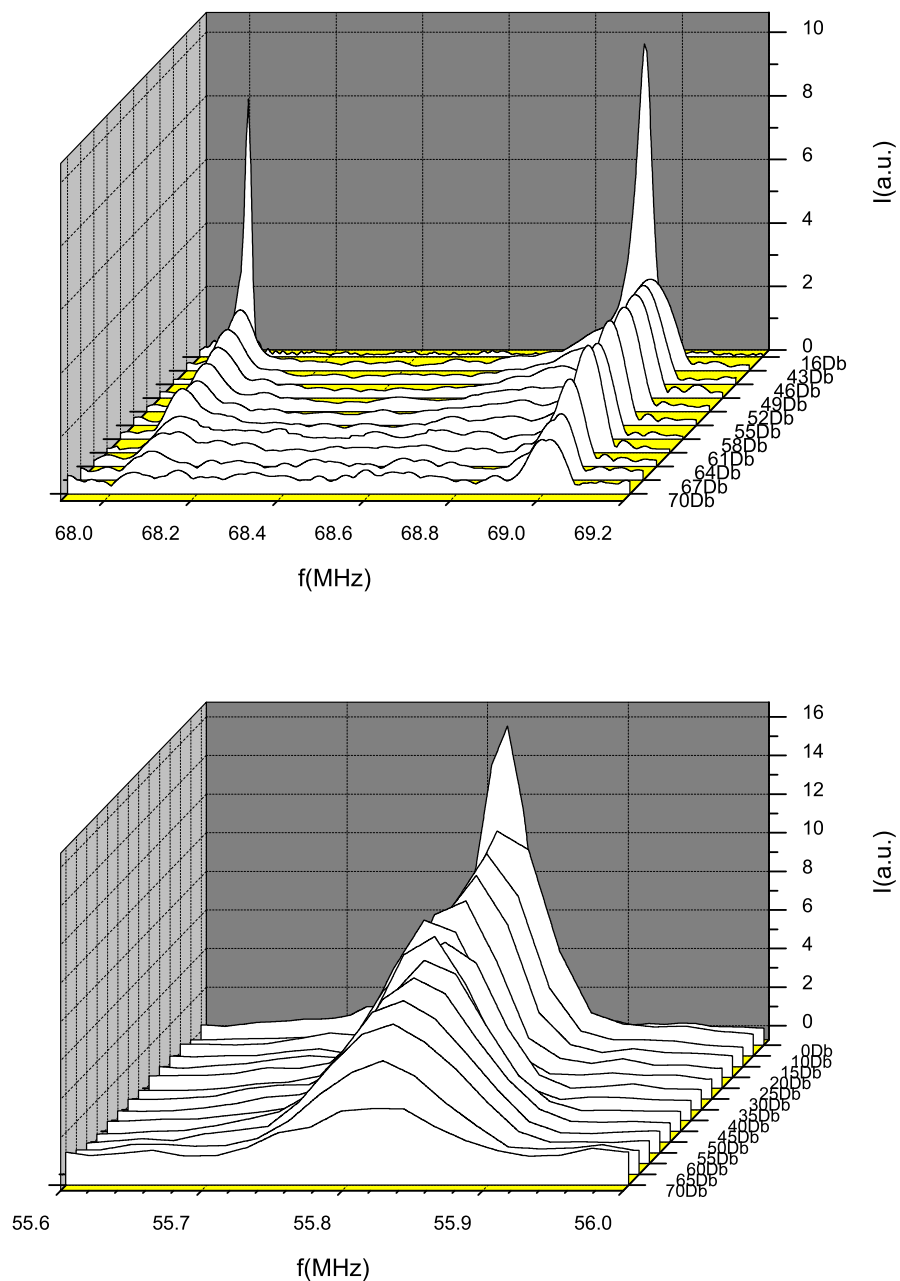 10
8
I(a.u.)
6
4
2
0
16Db
43Db
46Db
49Db
52Db
55Db
58Db
61Db
64Db
67Db
70Db
68.0 68.2 68.4 68.6 68.8 69.0 69.2
f(MHz)
16
14
12
10
I(a.u.)
8
6
4
2
0
0Db
10Db
15Db
20Db
25Db
30Db
35Db
40Db
45Db
50Db
55Db
60Db
65Db
70Db
55.6 55.7 55.8 55.9 56.0
f(MHz)